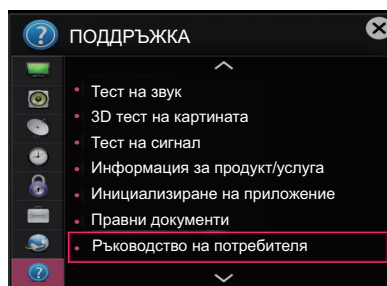 ПОДДРЪЖКА
Тест на звук
3D тест на картината
Тест на сигнал
Информация за продукт/услуга
Инициализиране на приложение
Правни документи
Ръководство на потребителя